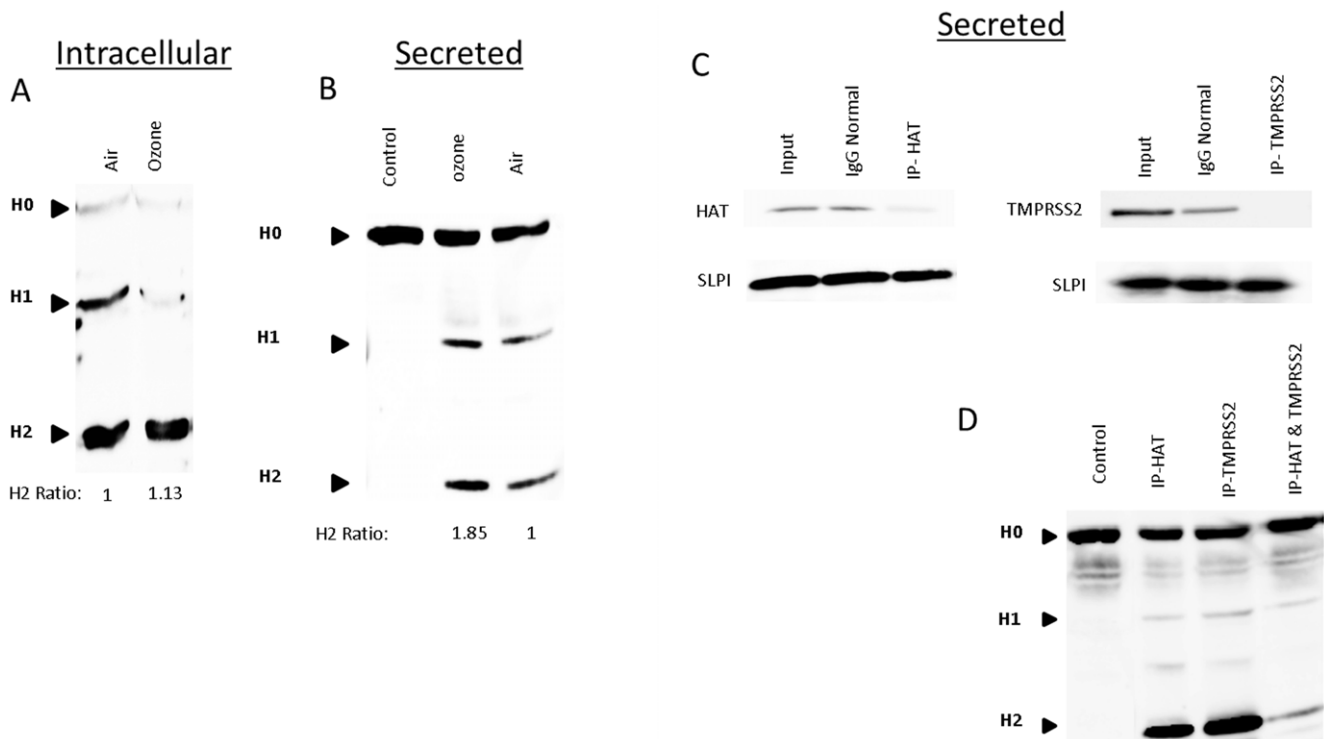 Intracellular
A
Air
Ozone
H0
H1
H2
H2 Ratio: 1 1.13
Secreted
B
Control
ozone
Air
H0
H1
H2
H2 Ratio: 1.85 1
Secreted
C
Input
IgG Normal
IP- HAT
HAT
SLPI
Input
IgG Normal
IP- TMPRSS2
TMPRSS2
SLPI
D
Control
IP-HAT
IP-TMPRSS2
IP-HAT & TMPRSS2
H0
H1
H2